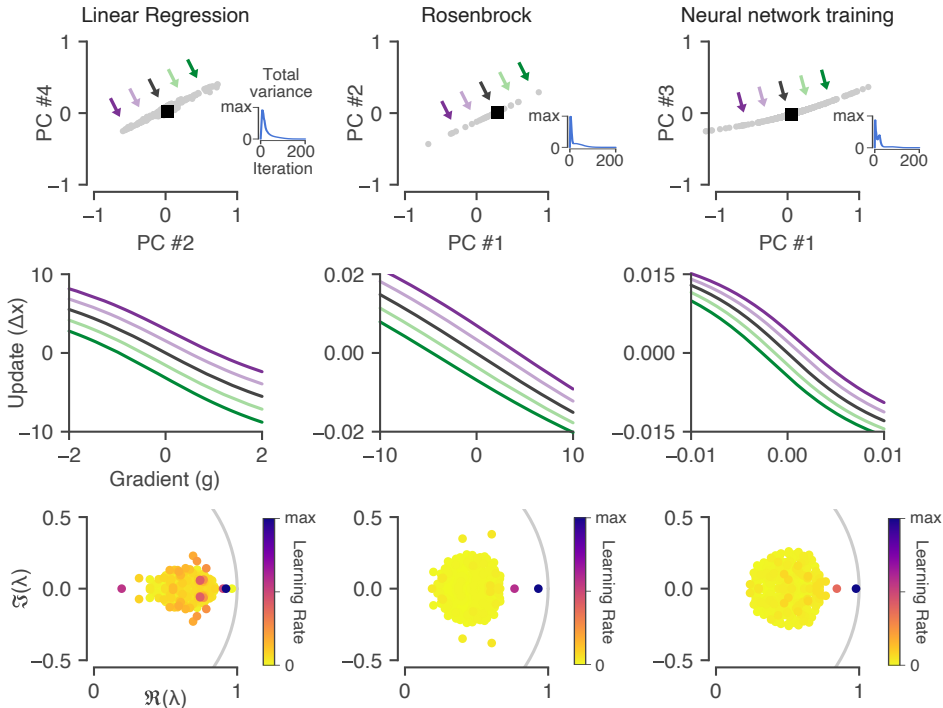 Linear Regression
Rosenbrock
Neural network training
1
0
−1
PC #4
Total
variance
max
0
200
Iteration
−1
0
1
PC #2
1
0
−1
PC #2
max
0
200
−1
0
1
PC #1
1
0
−1
PC #3
max
0
200
−1
0
1
PC #1
10
0
−10
Update (Δx)
−2
0
2
Gradient (g)
0.02
0.00
−0.02
−10
0
10
0.015
0.000
−0.015
−0.01
0.00
0.01
0.5
0.0
−0.5
ℑ(λ)
0
1
ℜ(λ)
max
Learning Rate
0
0.5
0.0
−0.5
0
1
max
Learning Rate
0
0.5
0.0
−0.5
0
1
max
Learning Rate
0